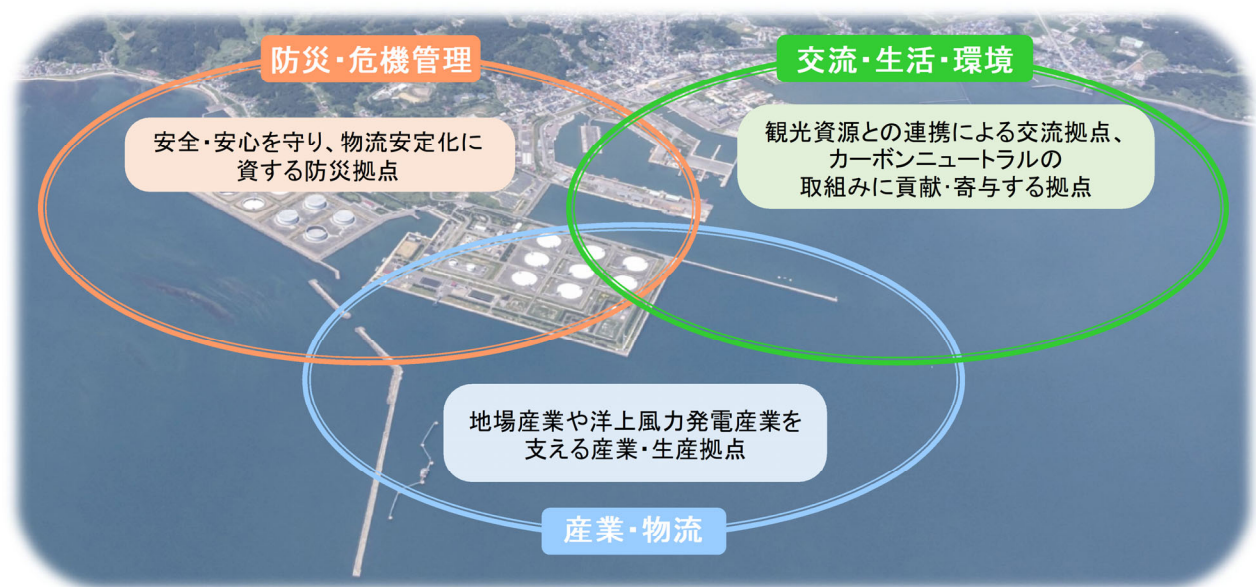 防災・危機管理
安全・安心を守り、物流安定化に
資する防災拠点
交流・生活・環境
観光資源との連携による交流拠点、
カーボンニュートラルの
取組みに貢献・寄与する拠点
地場産業や洋上風力発電産業を
支える産業・生産拠点
産業・物流